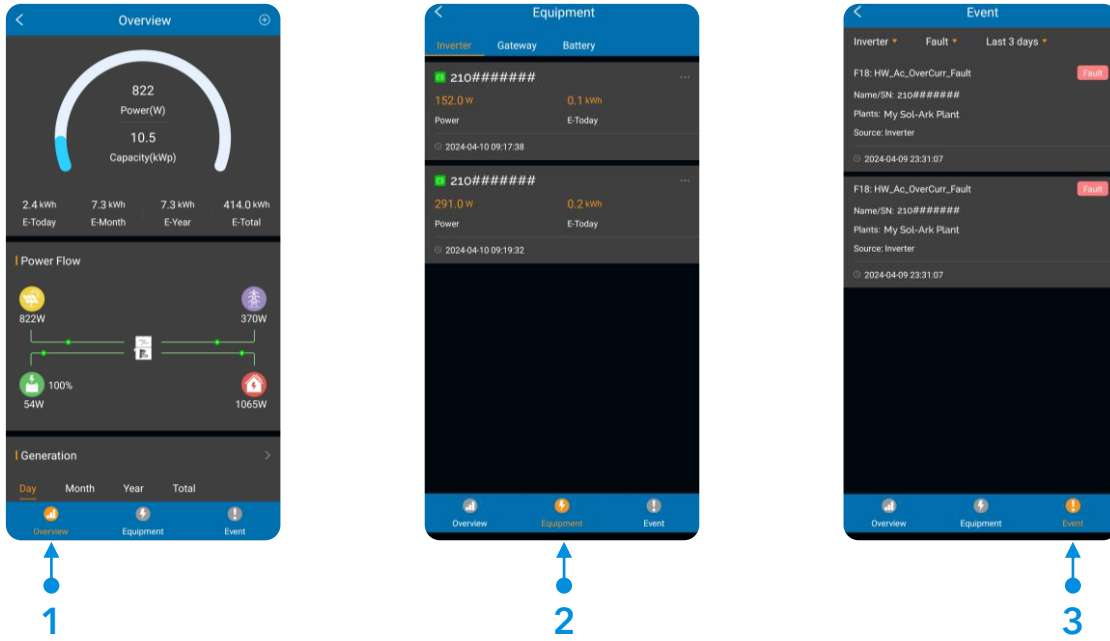 Overview
822
Power(W)
10.5
Capacity(kWp)
2.4 kWh 7.3 kWh 7.3 kWh 414.0 kWh
E-Today E-Month E-Year E-Total
Power Flow
822W 370W
100%
54W 1065W
Generation
Day Month Year Total
Overview Equipment Event
1
Equipment
Inverter Gateway Battery
210#######
152.0 W 0.1 kWh
Power E-Today
2024-04-10 09:17:38
210#######
291.0 W 0.2 kWh
Power E-Today
2024-04-10 09:19:32
Overview Equipment Event
2
Event
Inverter Fault Last 3 days
F18: HW_Ac_OverCurr_Fault Fault
Name/SN: 210#######
Plants: My Sol-Ark Plant
Source: Inverter
2024-04-09 23:31:07
F18: HW_Ac_OverCurr_Fault Fault
Name/SN: 210#######
Plants: My Sol-Ark Plant
Source: Inverter
2024-04-09 23:31:07
Overview Equipment Event
3